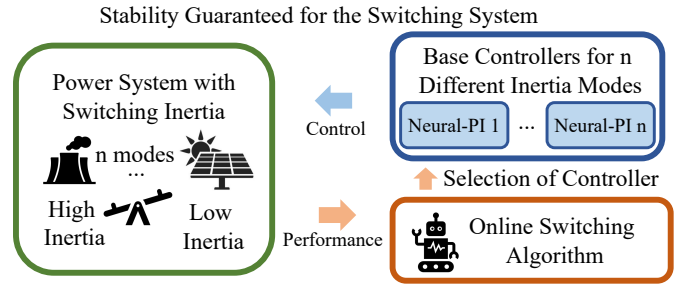 Stability Guaranteed for the Switching System
Power System with
Switching Inertia
n modes
...
High
Inertia
Low
Inertia
Control
Performance
Base Controllers for n
Different Inertia Modes
Neural-PI 1 ... Neural-PI n
Selection of Controller
Online Switching
Algorithm